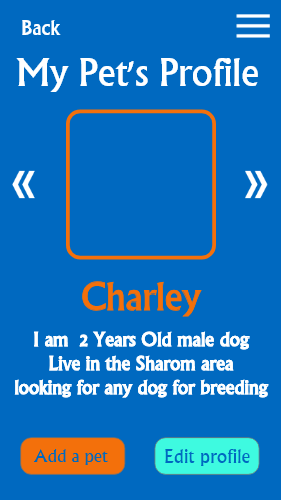 Back
My Pet's Profile
« »
Charley
I am 2 Years Old male dog
Live in the Sharom area
looking for any dog for breeding
Add a pet Edit profile